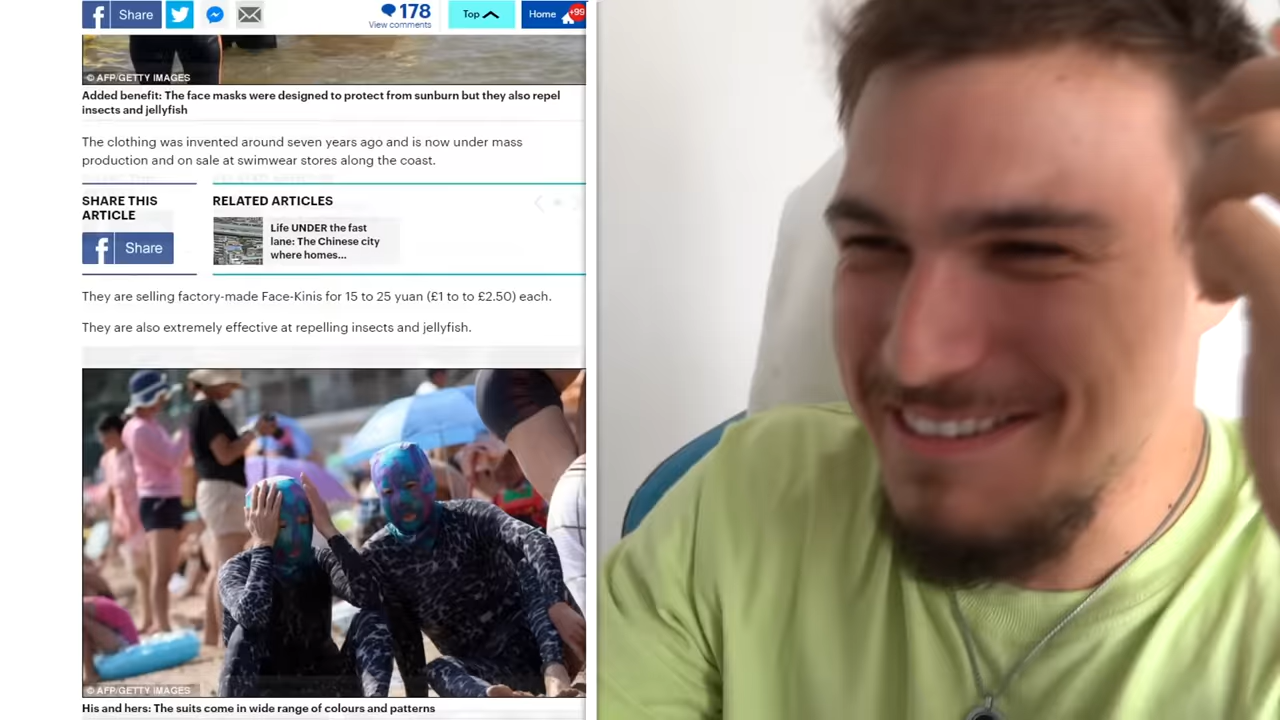 Share
178
View comments
Top
Home
+99
© AFP/GETTY IMAGES
Added benefit: The face masks were designed to protect from sunburn but they also repel
insects and jellyfish
The clothing was invented around seven years ago and is now under mass
production and on sale at swimwear stores along the coast.
SHARE THIS
ARTICLE
Share
RELATED ARTICLES
Life UNDER the fast
lane: The Chinese city
where homes...
They are selling factory-made Face-Kinis for 15 to 25 yuan (£1 to to £2.50) each.
They are also extremely effective at repelling insects and jellyfish.
© AFP/GETTY IMAGES
His and hers: The suits come in wide range of colours and patterns